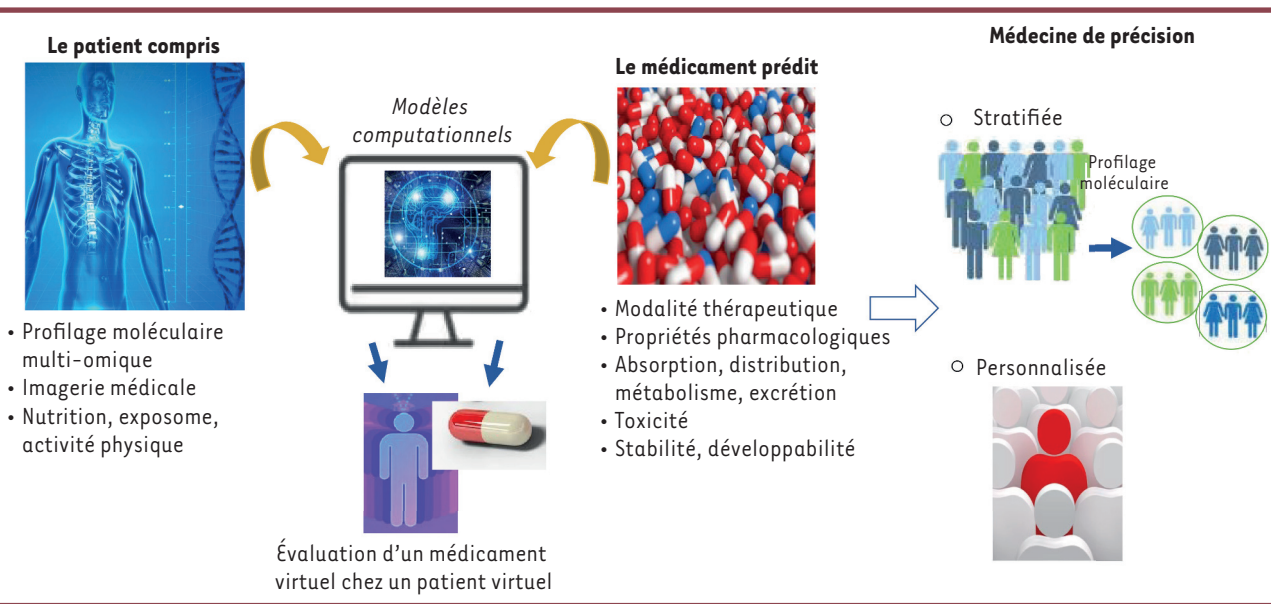 Le patient compris
• Profilage moléculaire
multi-omique
• Imagerie médicale
• Nutrition, exposome,
activité physique
Modèles
computationnels
Évaluation d’un médicament
virtuel chez un patient virtuel
Le médicament prédit
• Modalité thérapeutique
• Propriétés pharmacologiques
• Absorption, distribution,
métabolisme, excrétion
• Toxicité
• Stabilité, développabilité
Médecine de précision
○ Stratifiée
Profilage
moléculaire
○ Personnalisée